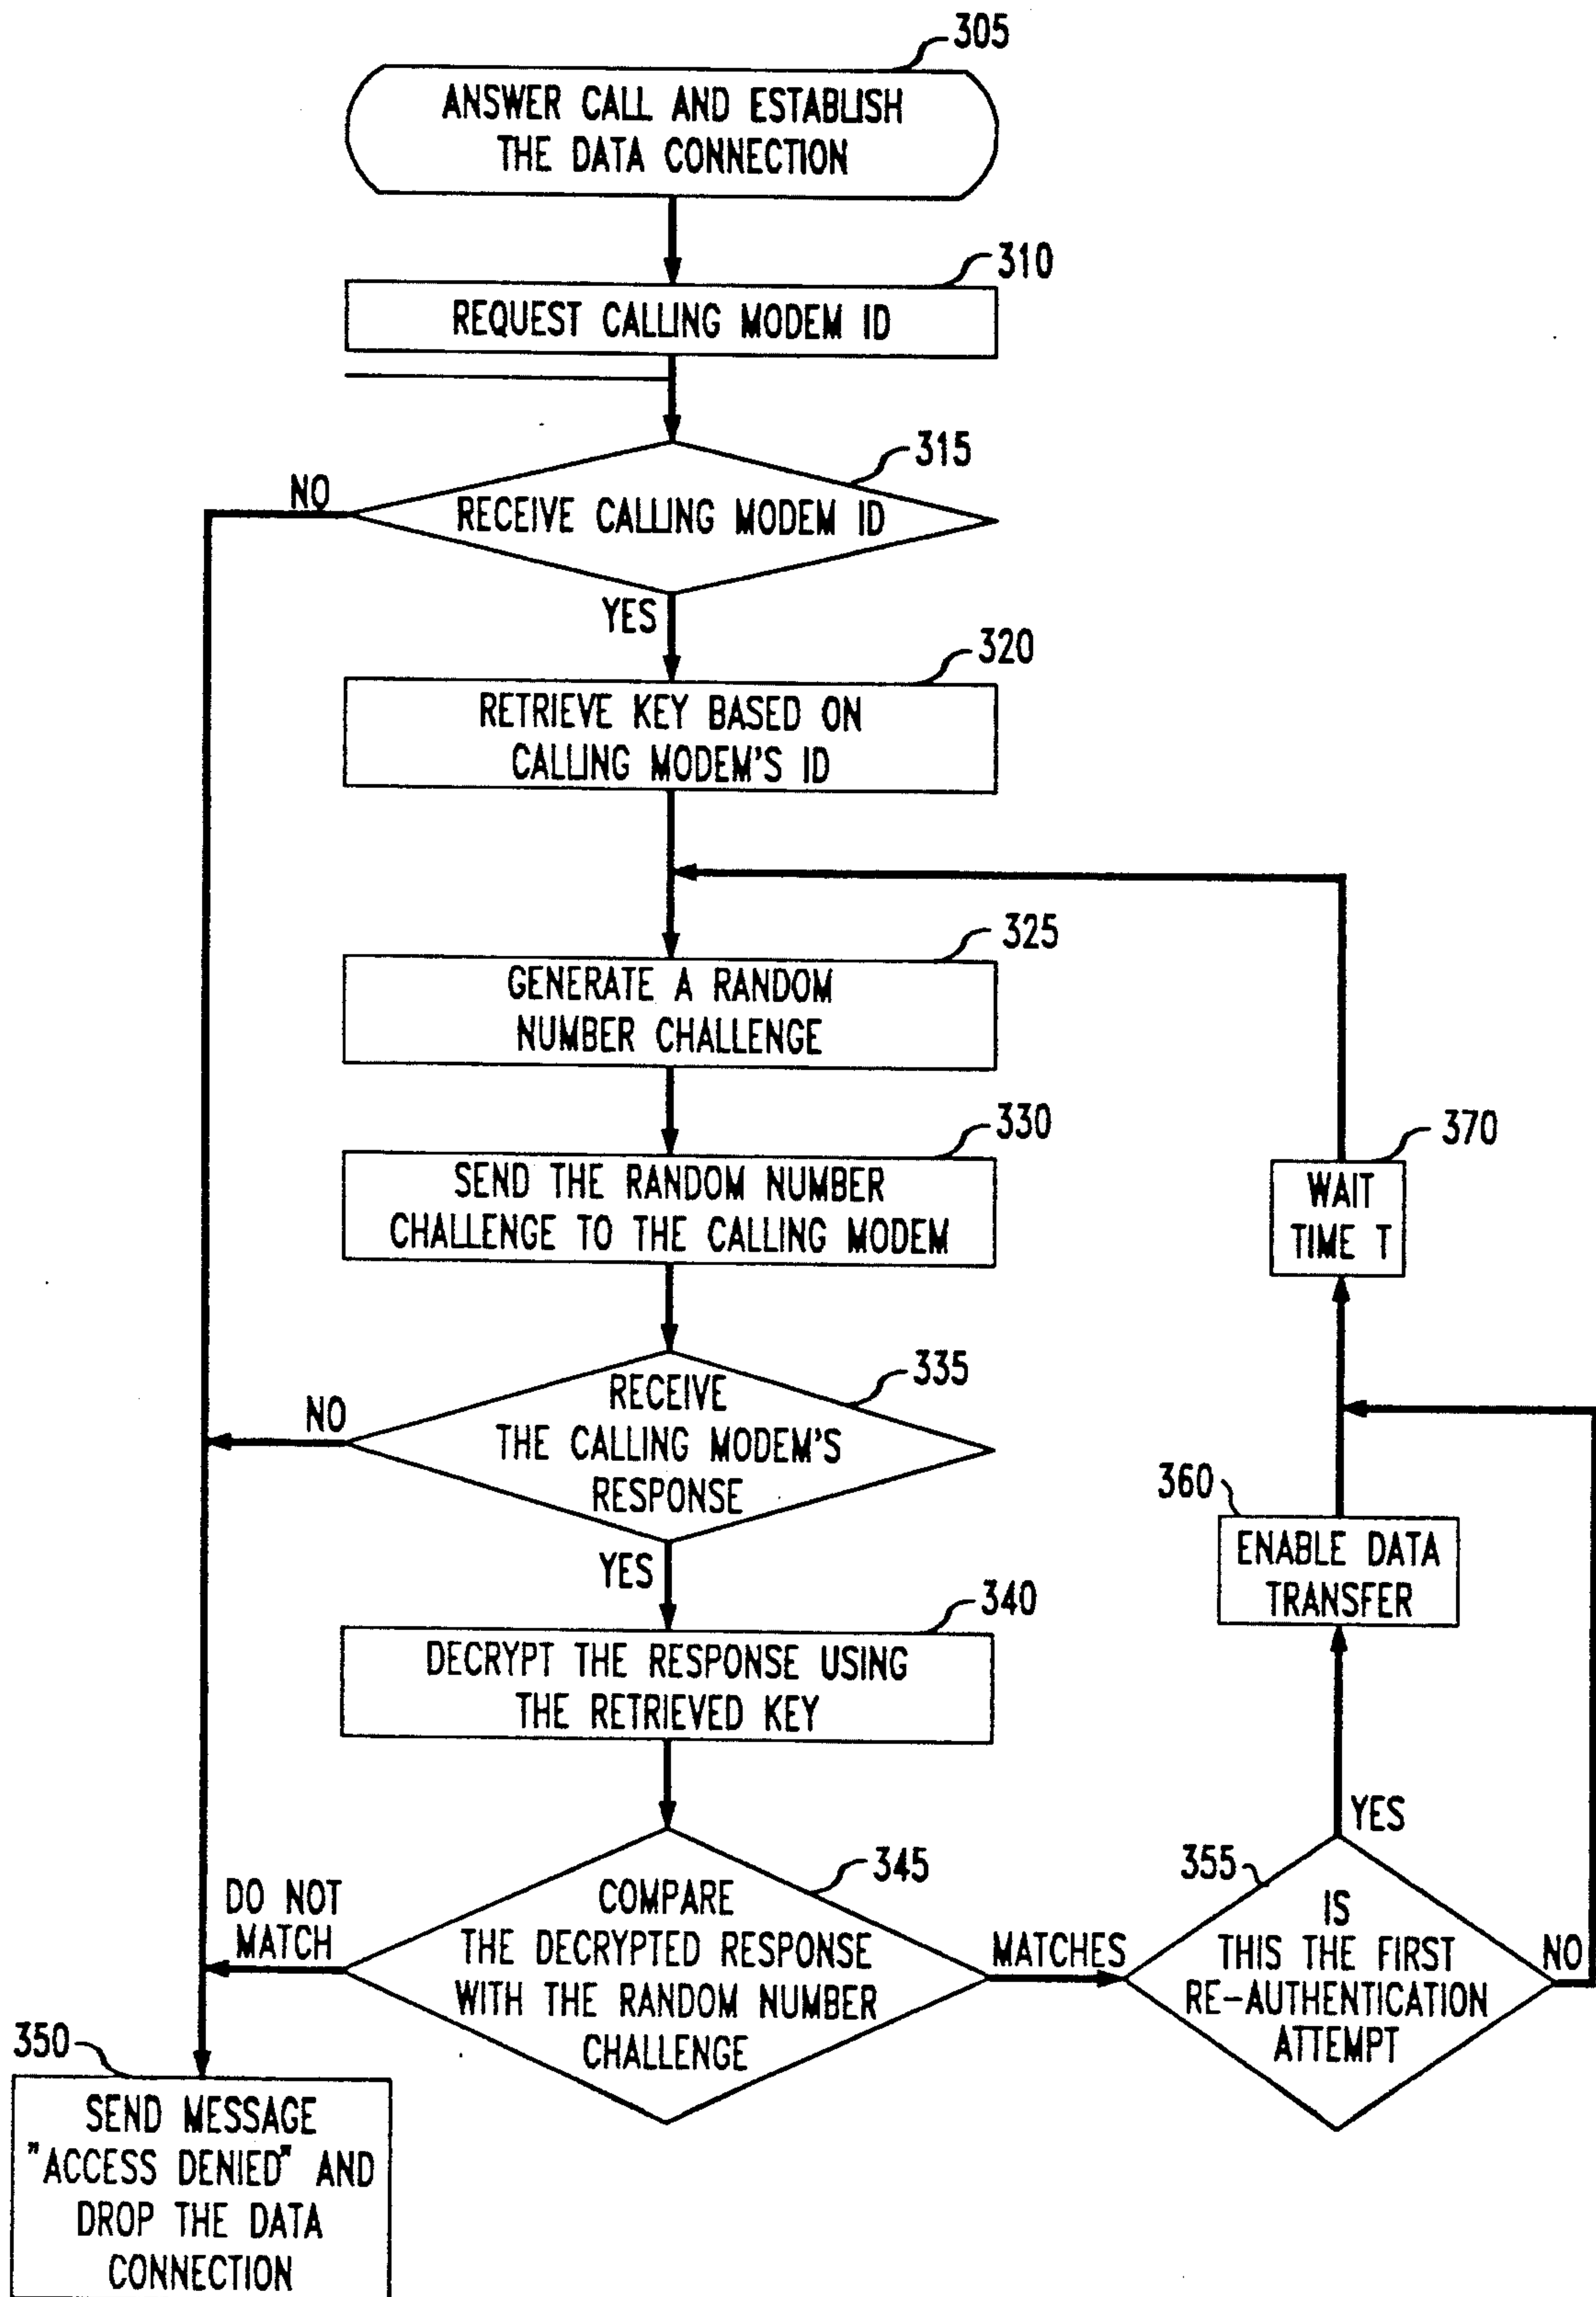 305
ANSWER CALL AND ESTABLISH
THE DATA CONNECTION
310
REQUEST CALLING MODEM ID
315
NO
RECEIVE CALLING MODEM ID
YES
320
RETRIEVE KEY BASED ON
CALLING MODEM'S ID
325
GENERATE A RANDOM
NUMBER CHALLENGE
330
SEND THE RANDOM NUMBER
CHALLENGE TO THE CALLING MODEM
370
WAIT
TIME T
335
NO
RECEIVE
THE CALLING MODEM'S
RESPONSE
YES
360
ENABLE DATA
TRANSFER
340
DECRYPT THE RESPONSE USING
THE RETRIEVED KEY
YES
345
DO NOT
MATCH
COMPARE
THE DECRYPTED RESPONSE
WITH THE RANDOM NUMBER
CHALLENGE
MATCHES
355
IS
THIS THE FIRST
RE-AUTHENTICATION
ATTEMPT
NO
350
SEND MESSAGE
"ACCESS DENIED" AND
DROP THE DATA
CONNECTION